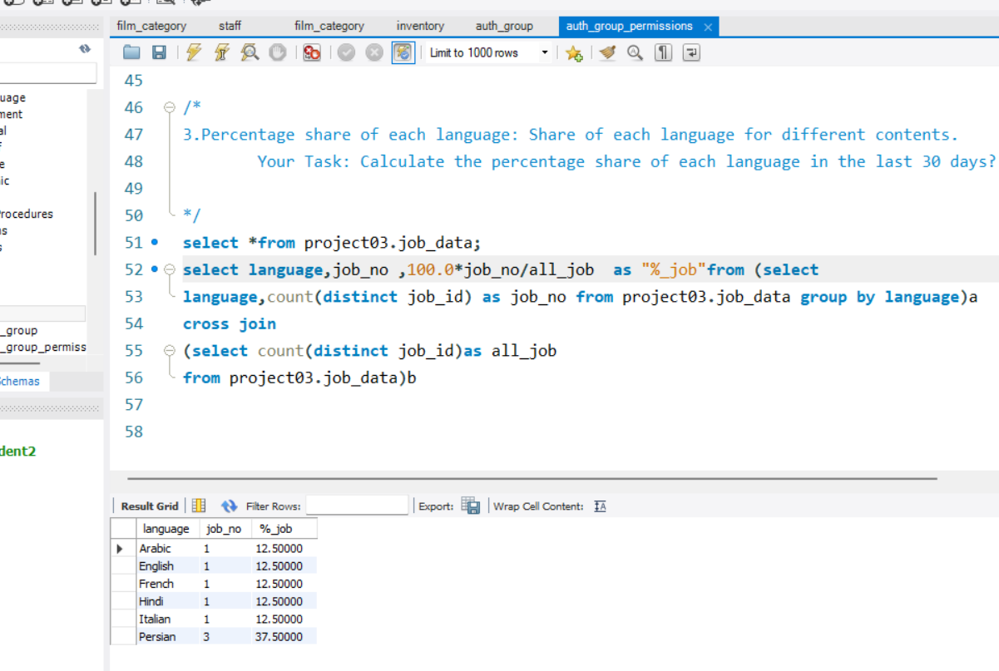 film_category staff film_category inventory auth_group auth_group_permissions
Limit to 1000 rows
45
46 /*
47 3.Percentage share of each language: Share of each language for different contents.
48 Your Task: Calculate the percentage share of each language in the last 30 days?
49
50 */
51 select *from project03.job_data;
52 select language,job_no ,100.0*job_no/all_job  as "%_job"from (select
53 language,count(distinct job_id) as job_no from project03.job_data group by language)a
54 cross join
55 (select count(distinct job_id)as all_job
56 from project03.job_data)b
57
58
uage
ment
al
f
e
ic
Procedures
ns
s
_group
_group_permiss
Schemas
dent2
Result Grid Filter Rows: Export: Wrap Cell Content:
language job_no %_job
Arabic 1 12.50000
English 1 12.50000
French 1 12.50000
Hindi 1 12.50000
Italian 1 12.50000
Persian 3 37.50000